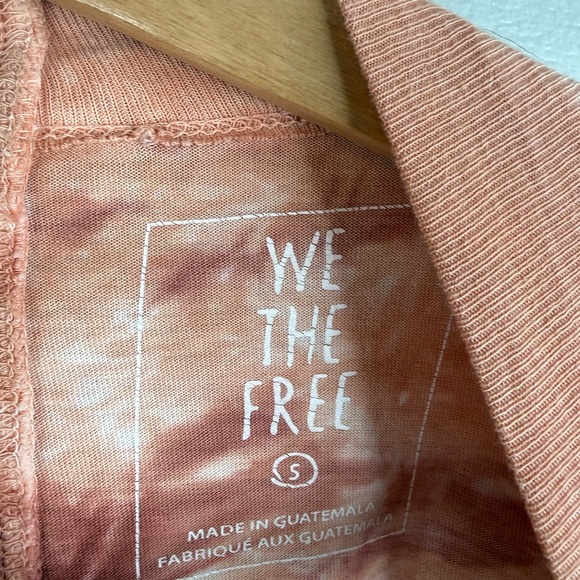 WE
THE
FREE
S
MADE IN GUATEMALA
FABRIQUÉ AUX GUATEMALA